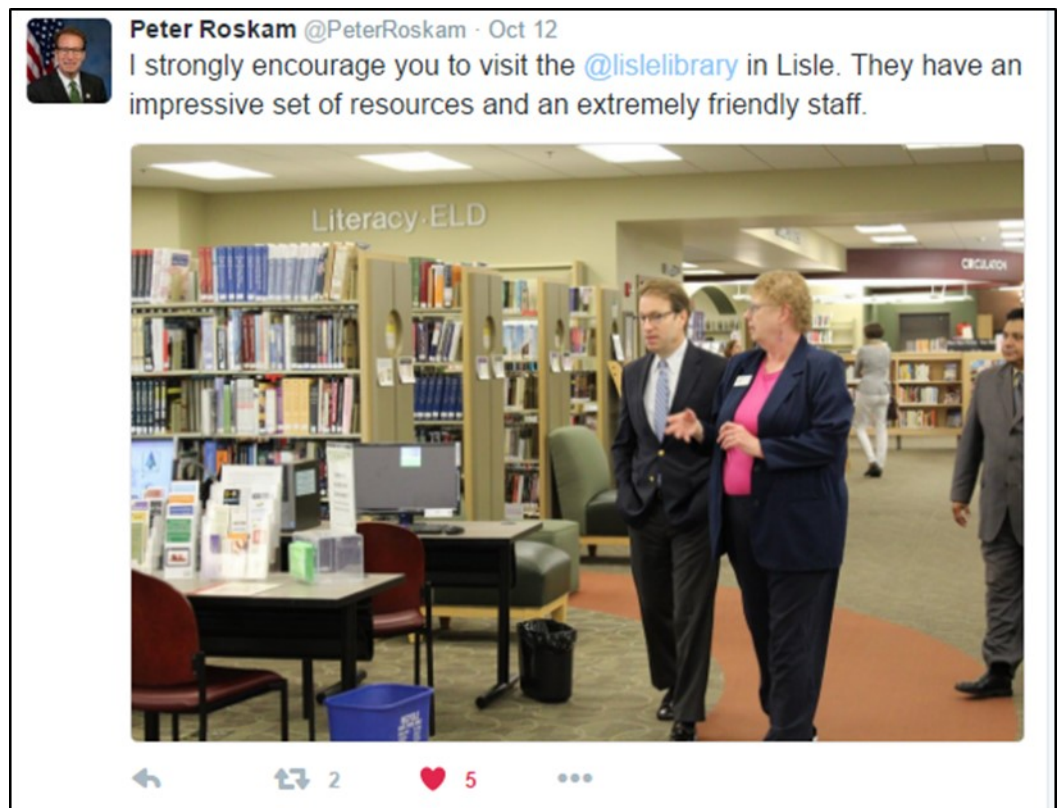 Peter Roskam @PeterRoskam · Oct 12
I strongly encourage you to visit the @lislelibrary in Lisle. They have an
impressive set of resources and an extremely friendly staff.
Literacy·ELD
CIRCULATION
2
5